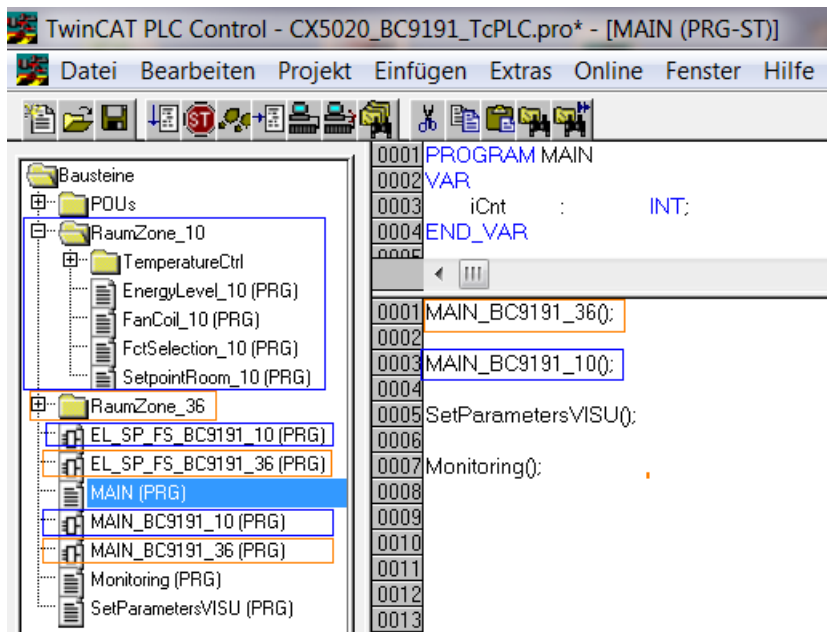 TwinCAT PLC Control - CX5020_BC9191_TcPLC.pro* - [MAIN (PRG-ST)]
Datei Bearbeiten Projekt Einfügen Extras Online Fenster Hilfe
ST
Bausteine
POUs
RaumZone_10
TemperatureCtrl
EnergyLevel_10 (PRG)
FanCoil_10 (PRG)
FctSelection_10 (PRG)
SetpointRoom_10 (PRG)
RaumZone_36
EL_SP_FS_BC9191_10 (PRG)
EL_SP_FS_BC9191_36 (PRG)
MAIN (PRG)
MAIN_BC9191_10 (PRG)
MAIN_BC9191_36 (PRG)
Monitoring (PRG)
SetParametersVISU (PRG)
0001 PROGRAM MAIN
0002 VAR
0003 iCnt : INT;
0004 END_VAR
0001 MAIN_BC9191_36();
0002
0003 MAIN_BC9191_10();
0004
0005 SetParametersVISU();
0006
0007 Monitoring();
0008
0009
0010
0011
0012
0013